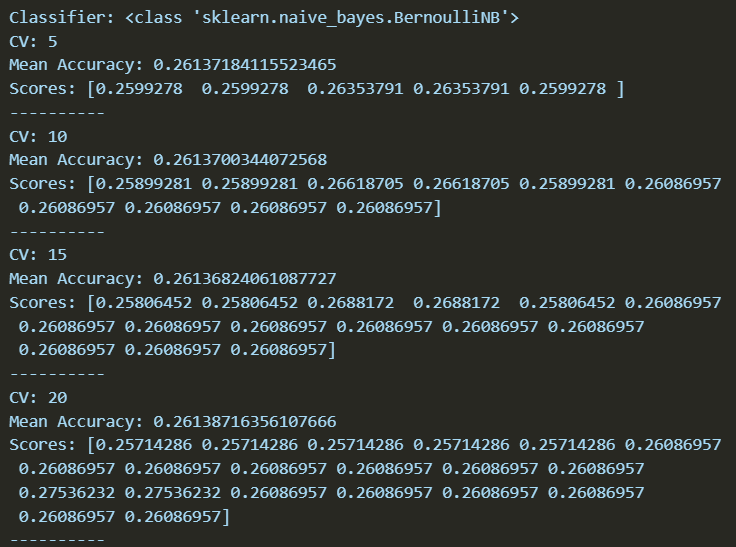 Classifier: <class 'sklearn.naive_bayes.BernoulliNB'>
CV: 5
Mean Accuracy: 0.26137184115523465
Scores: [0.2599278  0.2599278  0.26353791 0.26353791 0.2599278 ]
----------
CV: 10
Mean Accuracy: 0.2613700344072568
Scores: [0.25899281 0.25899281 0.26618705 0.26618705 0.25899281 0.26086957
 0.26086957 0.26086957 0.26086957 0.26086957]
----------
CV: 15
Mean Accuracy: 0.26136824061087727
Scores: [0.25806452 0.25806452 0.2688172  0.2688172  0.25806452 0.26086957
 0.26086957 0.26086957 0.26086957 0.26086957 0.26086957 0.26086957
 0.26086957 0.26086957 0.26086957]
----------
CV: 20
Mean Accuracy: 0.26138716356107666
Scores: [0.25714286 0.25714286 0.25714286 0.25714286 0.25714286 0.26086957
 0.26086957 0.26086957 0.26086957 0.26086957 0.26086957 0.26086957
 0.27536232 0.27536232 0.26086957 0.26086957 0.26086957 0.26086957
 0.26086957 0.26086957]
----------